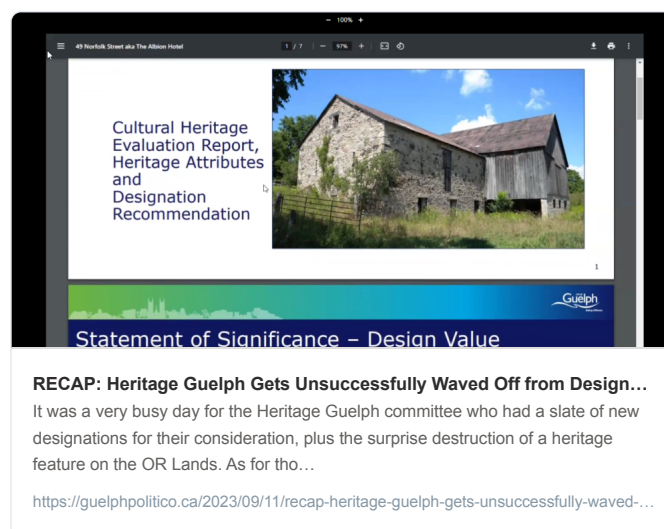 − 100% +
49 Norfolk Street aka The Albion Hotel 1 / 7 | − 97% +
Cultural Heritage
Evaluation Report,
Heritage Attributes
and
Designation
Recommendation
1
Guelph
Statement of Significance – Design Value
RECAP: Heritage Guelph Gets Unsuccessfully Waved Off from Design…
It was a very busy day for the Heritage Guelph committee who had a slate of new
designations for their consideration, plus the surprise destruction of a heritage
feature on the OR Lands. As for tho…
https://guelphpolitico.ca/2023/09/11/recap-heritage-guelph-gets-unsuccessfully-waved-…